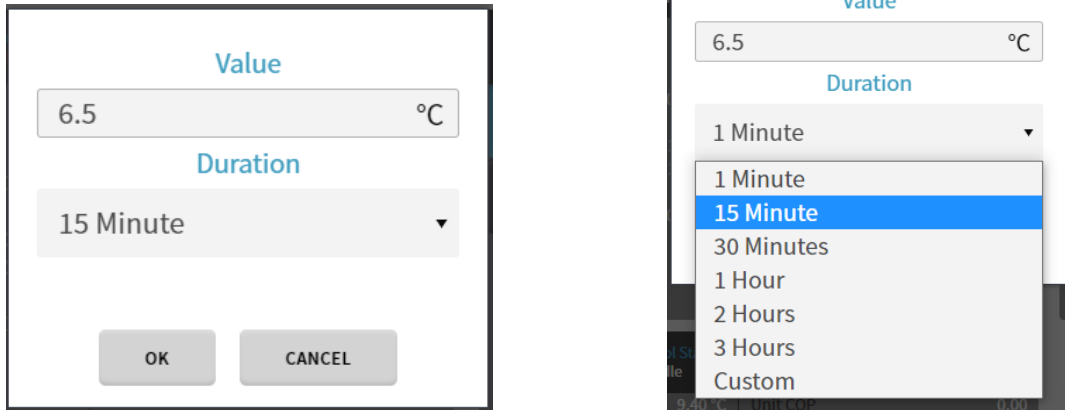 Value
6.5 °C
Duration
15 Minute
OK CANCEL
Value
6.5 °C
Duration
1 Minute
1 Minute
15 Minute
30 Minutes
1 Hour
2 Hours
3 Hours
Custom
9.40 °C | Unit COP 0.00